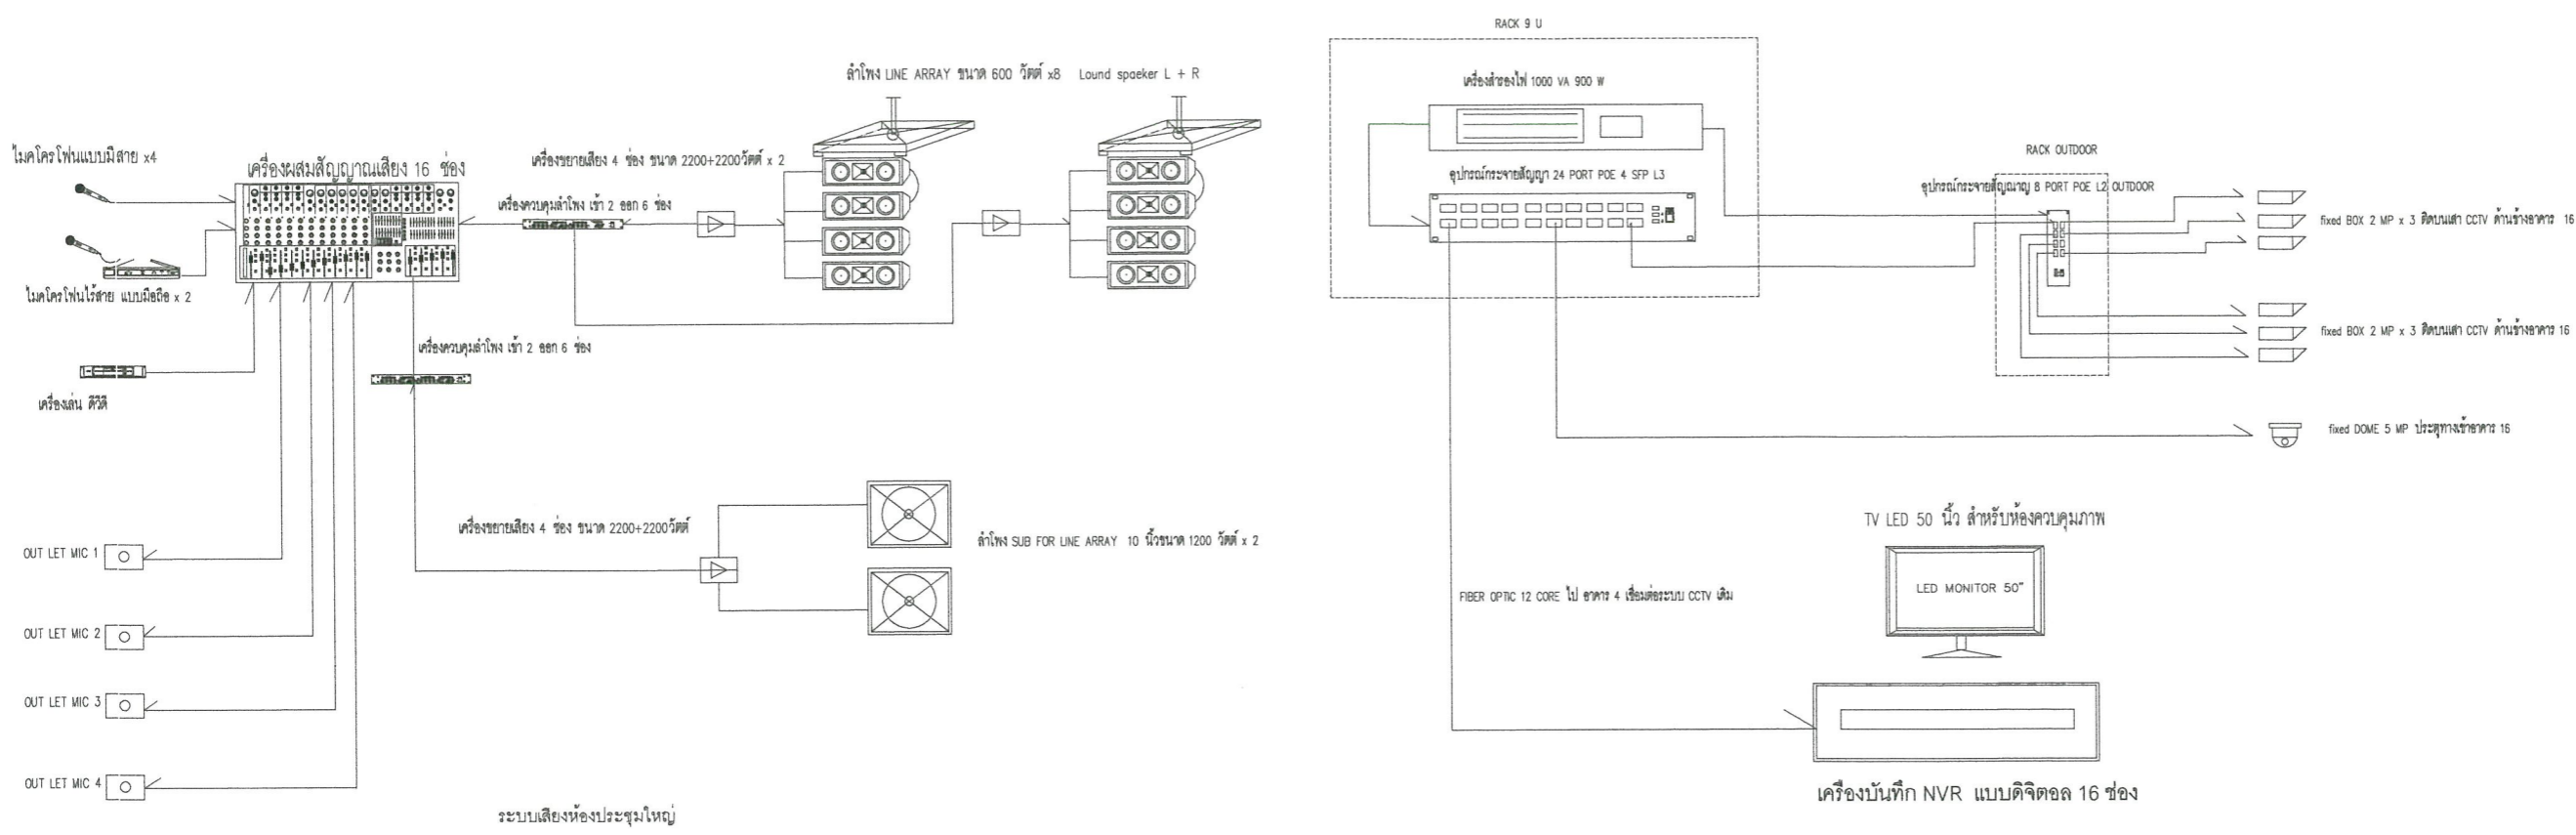 ลำโพง LINE ARRAY ขนาด 600 วัตต์ x8 Lound spaeker L + R
ไมคโครโฟนแบบมีสาย x4
เครื่องผสมสัญญาณเสียง 16 ช่อง
เครื่องขยายเสียง 4 ช่อง ขนาด 2200+2200วัตต์ x 2
เครื่องควบคุมลำโพง เข้า 2 ออก 6 ช่อง
ไมคโครโฟนไร้สาย แบบมือถือ x 2
เครื่องควบคุมลำโพง เข้า 2 ออก 6 ช่อง
เครื่องเล่น ดีวิดี
เครื่องขยายเสียง 4 ช่อง ขนาด 2200+2200วัตต์
ลำโพง SUB FOR LINE ARRAY 10 นิ้วขนาด 1200 วัตต์ x 2
OUT LET MIC 1
OUT LET MIC 2
OUT LET MIC 3
OUT LET MIC 4
ระบบเสียงห้องประชุมใหญ่
RACK 9 U
เครื่องสำรองไฟ 1000 VA 900 W
อุปกรณ์กระจายสัญญา 24 PORT POE 4 SFP L3
RACK OUTDOOR
อุปกรณ์กระจายสัญณาญ 8 PORT POE L2 OUTDOOR
fixed BOX 2 MP x 3 ติดบนเสา CCTV ด้านข้างอาคาร 16
fixed BOX 2 MP x 3 ติดบนเสา CCTV ด้านข้างอาคาร 16
fixed DOME 5 MP ประตูทางเข้าอาคาร 16
TV LED 50 นิ้ว สำหรับห้องควบคุมภาพ
LED MONITOR 50"
FIBER OPTIC 12 CORE ไป อาคาร 4 เชื่อมต่อระบบ CCTV เดิม
เครื่องบันทึก NVR แบบดิจิตอล 16 ช่อง